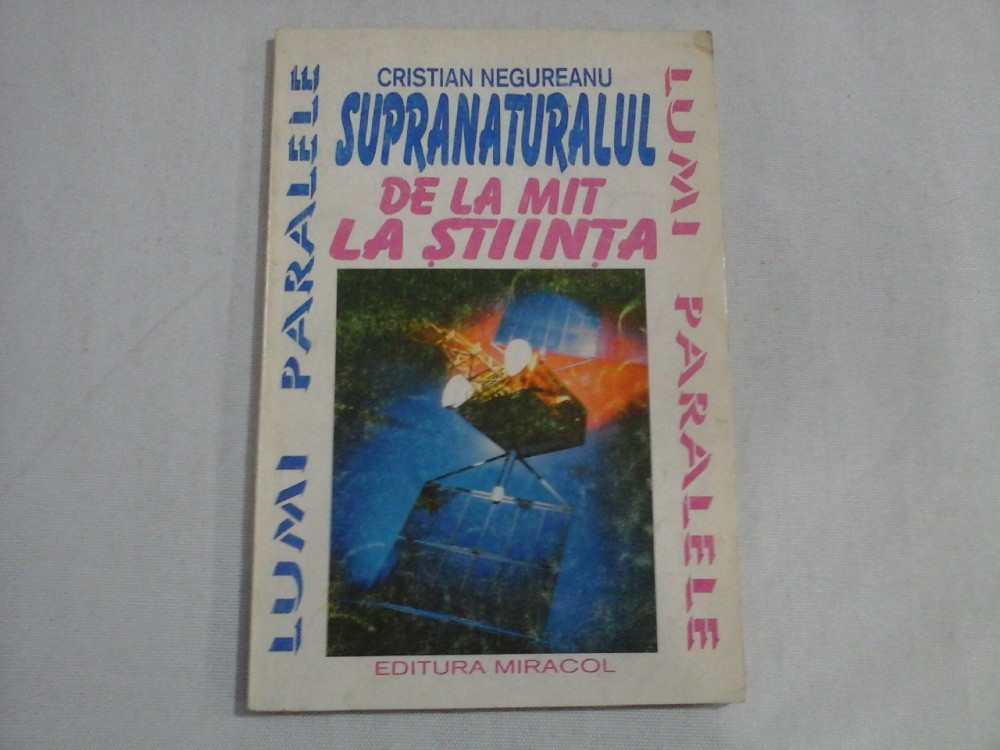 CRISTIAN NEGUREANU
SUPRANATURALUL
DE LA MIT
LA ȘTIINȚA
LUMI PARALELE
LUMI PARALELE
EDITURA MIRACOL